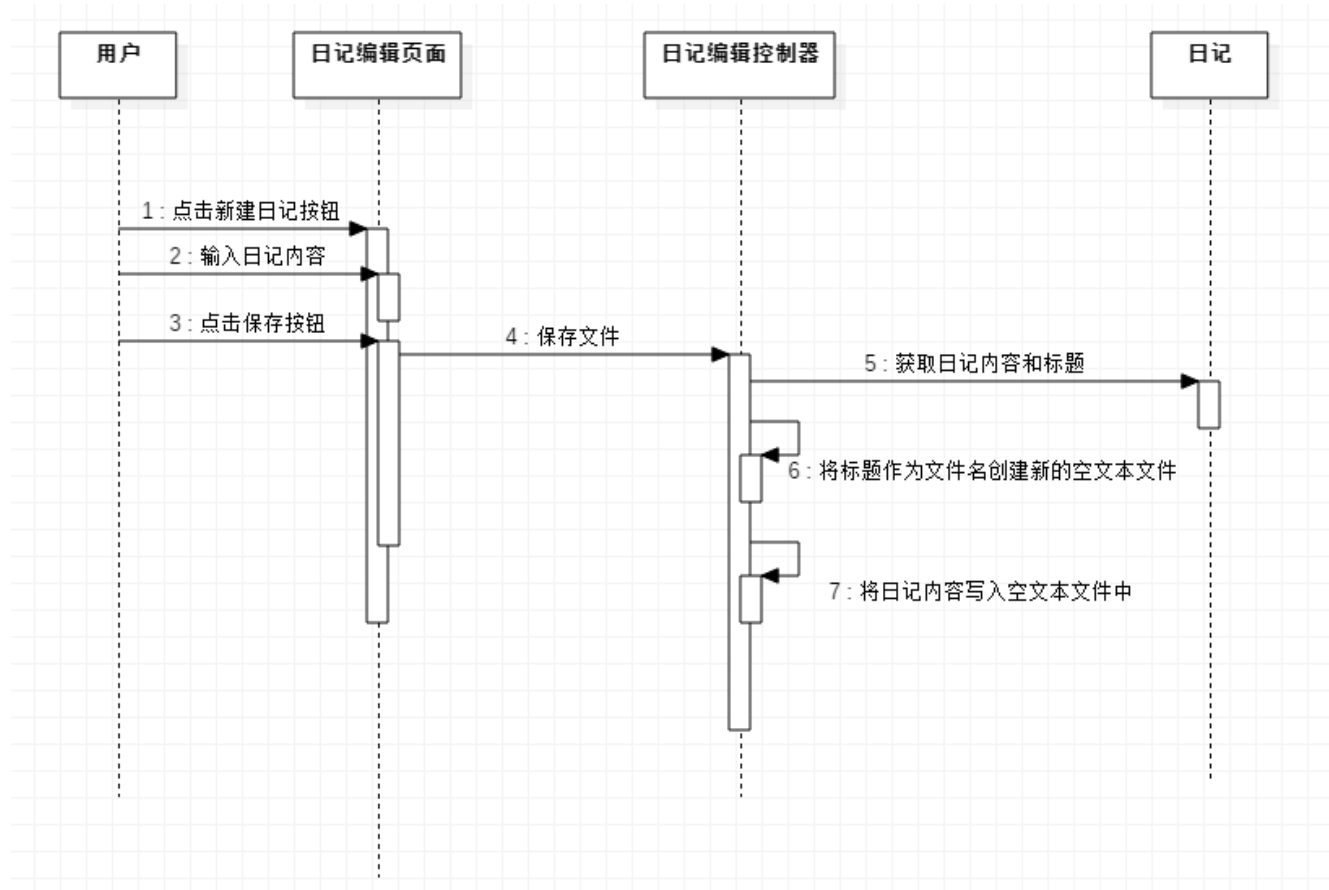 用户
日记编辑页面
日记编辑控制器
日记
1 : 点击新建日记按钮
2 : 输入日记内容
3 : 点击保存按钮
4 : 保存文件
5 : 获取日记内容和标题
6 : 将标题作为文件名创建新的空文本文件
7 : 将日记内容写入空文本文件中